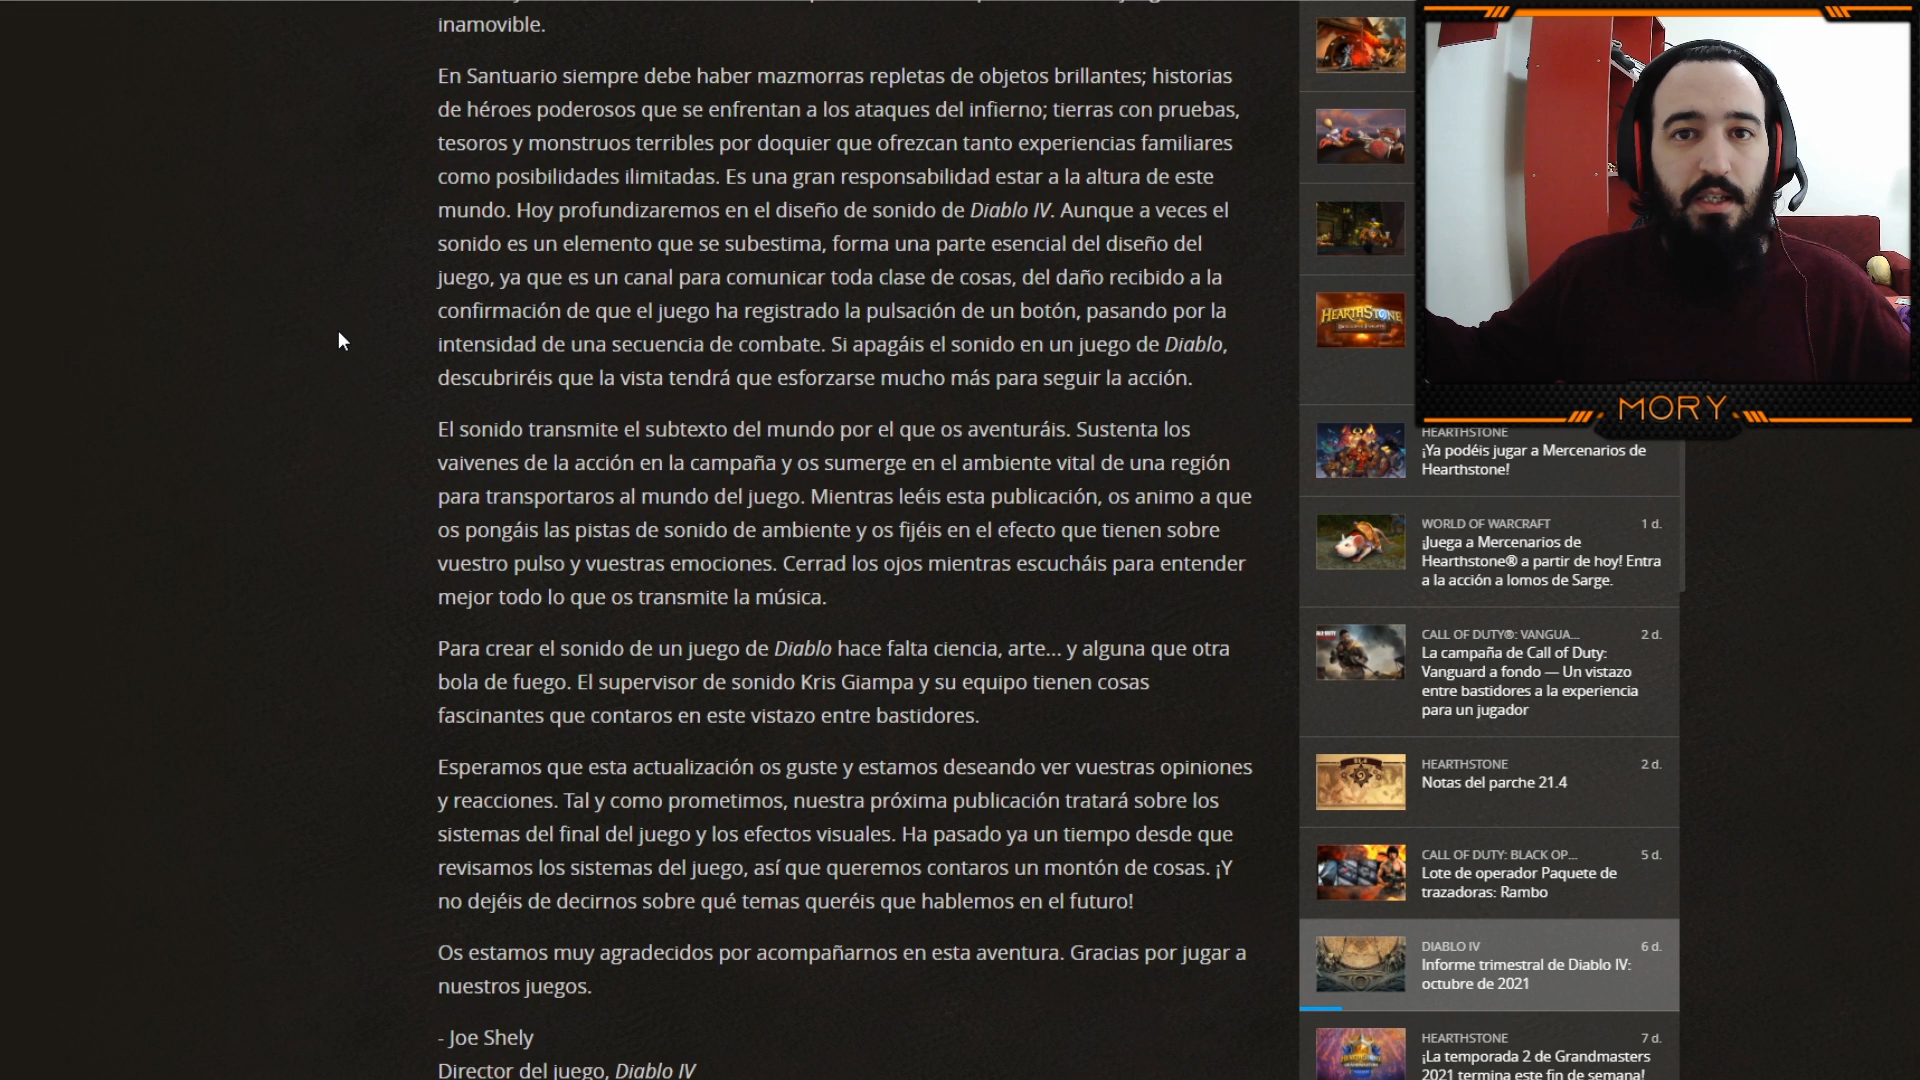 inamovible.
En Santuario siempre debe haber mazmorras repletas de objetos brillantes; historias
de héroes poderosos que se enfrentan a los ataques del infierno; tierras con pruebas,
tesoros y monstruos terribles por doquier que ofrezcan tanto experiencias familiares
como posibilidades ilimitadas. Es una gran responsabilidad estar a la altura de este
mundo. Hoy profundizaremos en el diseño de sonido de Diablo IV. Aunque a veces el
sonido es un elemento que se subestima, forma una parte esencial del diseño del
juego, ya que es un canal para comunicar toda clase de cosas, del daño recibido a la
confirmación de que el juego ha registrado la pulsación de un botón, pasando por la
intensidad de una secuencia de combate. Si apagáis el sonido en un juego de Diablo,
descubriréis que la vista tendrá que esforzarse mucho más para seguir la acción.
El sonido transmite el subtexto del mundo por el que os aventuráis. Sustenta los
vaivenes de la acción en la campaña y os sumerge en el ambiente vital de una región
para transportaros al mundo del juego. Mientras leéis esta publicación, os animo a que
os pongáis las pistas de sonido de ambiente y os fijéis en el efecto que tienen sobre
vuestro pulso y vuestras emociones. Cerrad los ojos mientras escucháis para entender
mejor todo lo que os transmite la música.
Para crear el sonido de un juego de Diablo hace falta ciencia, arte... y alguna que otra
bola de fuego. El supervisor de sonido Kris Giampa y su equipo tienen cosas
fascinantes que contaros en este vistazo entre bastidores.
Esperamos que esta actualización os guste y estamos deseando ver vuestras opiniones
y reacciones. Tal y como prometimos, nuestra próxima publicación tratará sobre los
sistemas del final del juego y los efectos visuales. Ha pasado ya un tiempo desde que
revisamos los sistemas del juego, así que queremos contaros un montón de cosas. ¡Y
no dejéis de decirnos sobre qué temas queréis que hablemos en el futuro!
Os estamos muy agradecidos por acompañarnos en esta aventura. Gracias por jugar a
nuestros juegos.
- Joe Shely
Director del juego, Diablo IV
MORY
HEARTHSTONE
HEARTHSTONE
¡Ya podéis jugar a Mercenarios de
Hearthstone!
WORLD OF WARCRAFT 1 d.
¡Juega a Mercenarios de
Hearthstone® a partir de hoy! Entra
a la acción a lomos de Sarge.
CALL OF DUTY®: VANGUA... 2 d.
La campaña de Call of Duty:
Vanguard a fondo — Un vistazo
entre bastidores a la experiencia
para un jugador
HEARTHSTONE 2 d.
Notas del parche 21.4
CALL OF DUTY: BLACK OP... 5 d.
Lote de operador Paquete de
trazadoras: Rambo
DIABLO IV 6 d.
Informe trimestral de Diablo IV:
octubre de 2021
HEARTHSTONE 7 d.
¡La temporada 2 de Grandmasters
2021 termina este fin de semana!